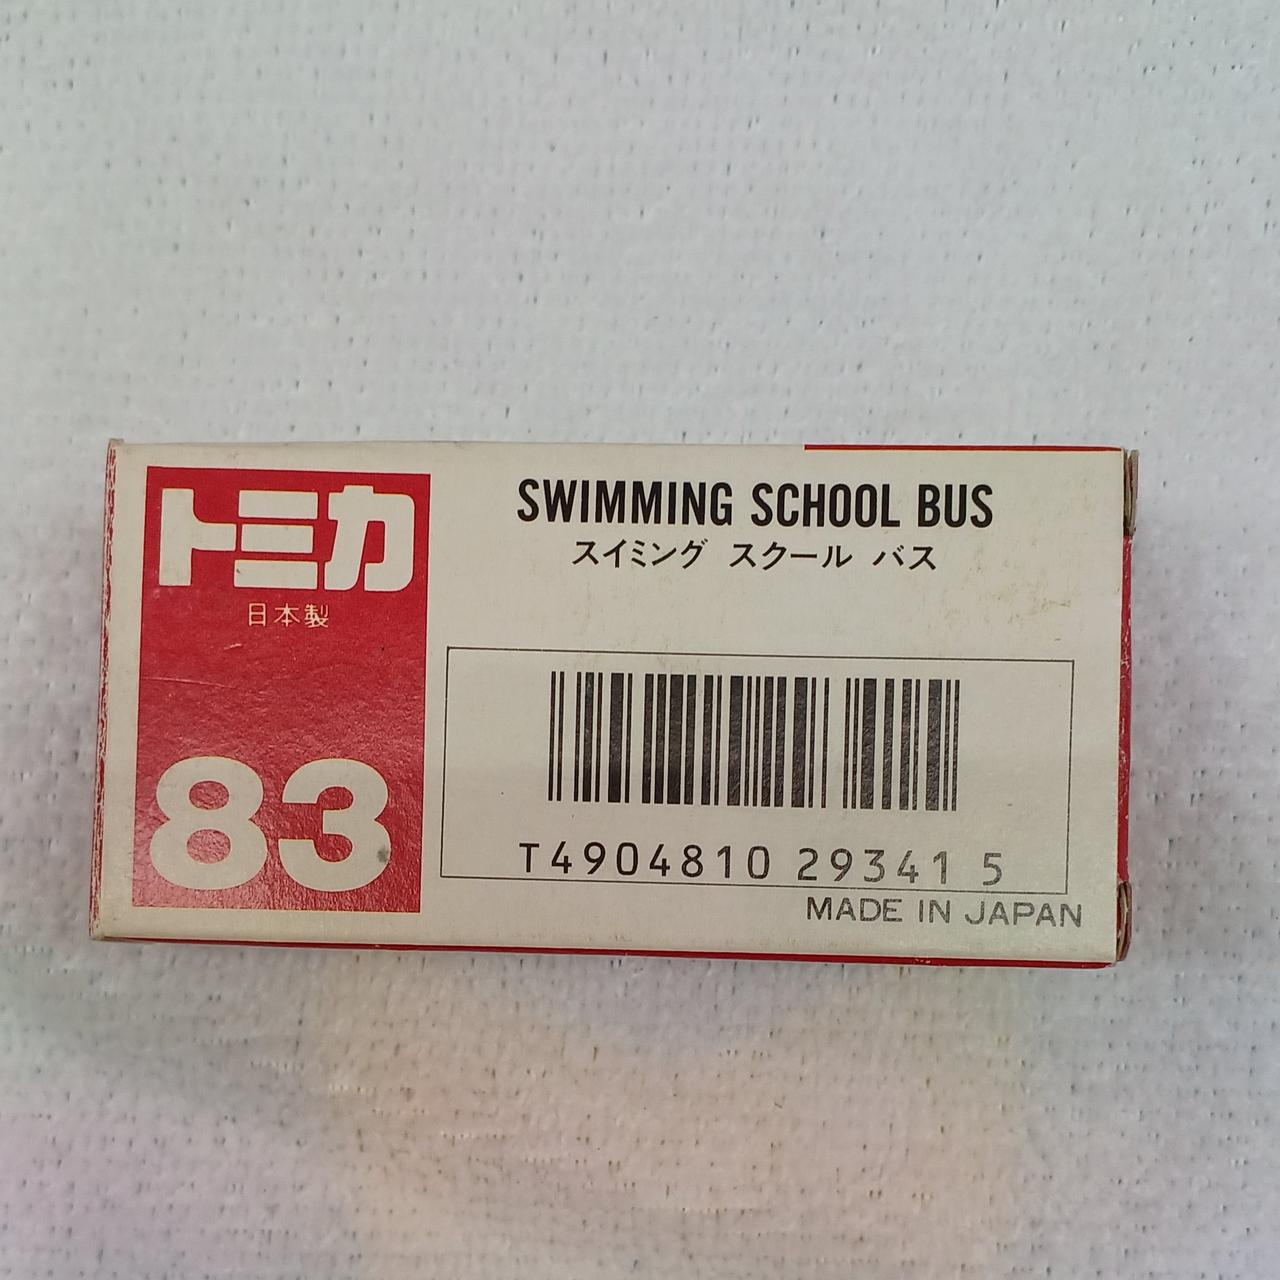 トミカ
日本製
83
SWIMMING SCHOOL BUS
スイミング スクール バス
T4904810 29341 5
MADE IN JAPAN